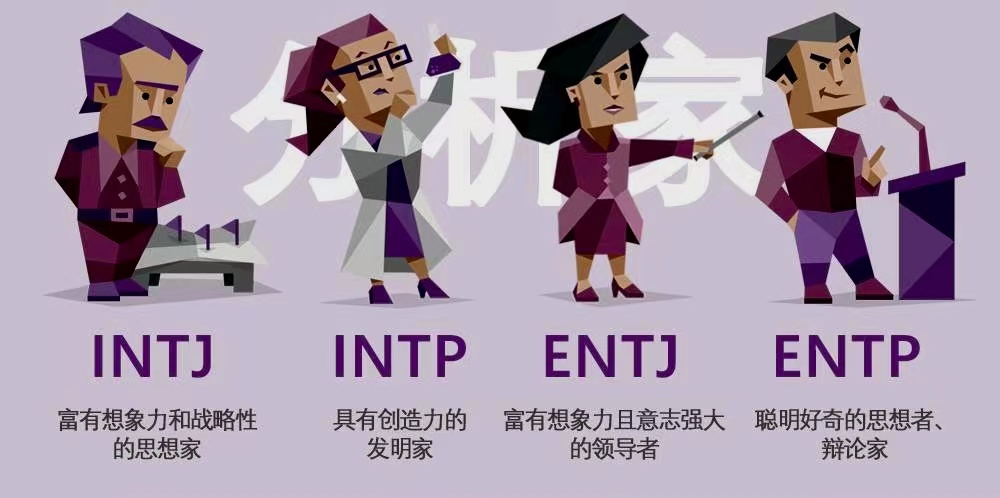 分析家
INTJ
INTP
ENTJ
ENTP
富有想象力和战略性
的思想家
具有创造力的
发明家
富有想象力且意志强大
的领导者
聪明好奇的思想者、
辩论家